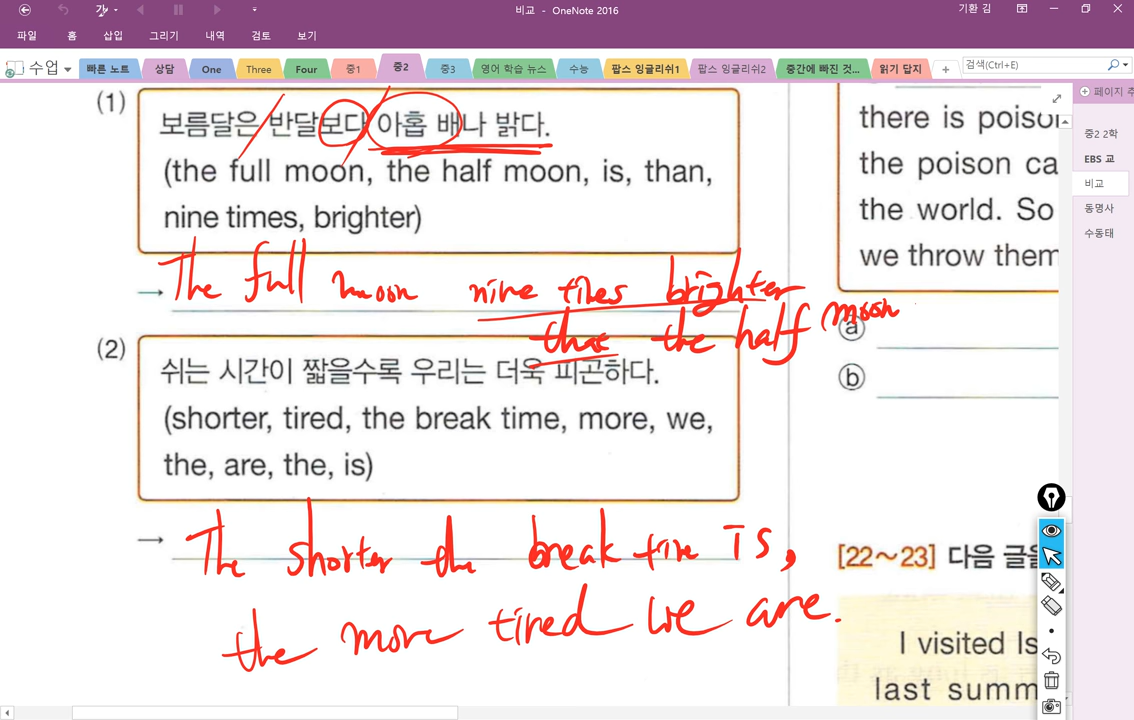 비교 - OneNote 2016
기환 김
파일 홈 삽입 그리기 내역 검토 보기
수업 빠른 노트 상담 One Three Four 중1 중2 중3 영어 학습 뉴스 수능 팝스 잉글리쉬1 팝스 잉글리쉬2 중간에 빠진 것... 읽기 답지 + 검색(Ctrl+E)
페이지 추
중2 2학
EBS 교
비교
동명사
수동태
(1)
보름달은 반달보다 아홉 배나 밝다.
(the full moon, the half moon, is, than,
nine times, brighter)
→ The full moon nine times brighter
than the half moon
(2)
쉬는 시간이 짧을수록 우리는 더욱 피곤하다.
(shorter, tired, the break time, more, we,
the, are, the, is)
→ The shorter the break time is,
the more tired we are.
there is poison
the poison ca
the world. So
we throw them
ⓐ
ⓑ
[22~23] 다음 글을
I visited Is
last summ